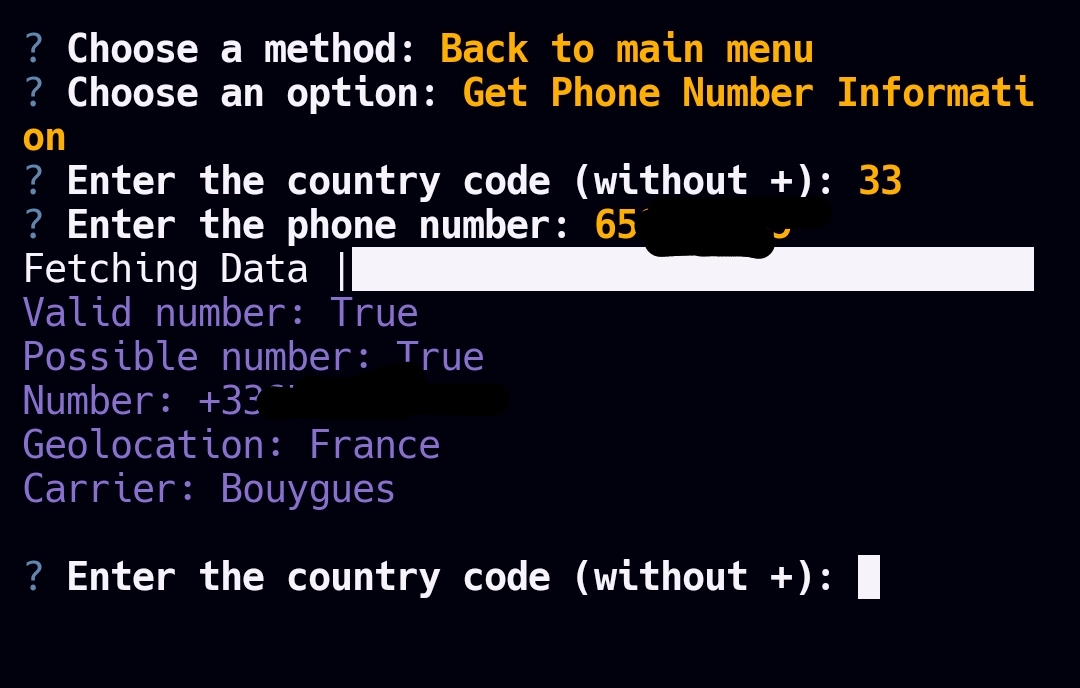 ? Choose a method: Back to main menu
? Choose an option: Get Phone Number Informati
on
? Enter the country code (without +): 33
? Enter the phone number: 65
Fetching Data |
Valid number: True
Possible number: True
Number: +33
Geolocation: France
Carrier: Bouygues
? Enter the country code (without +):